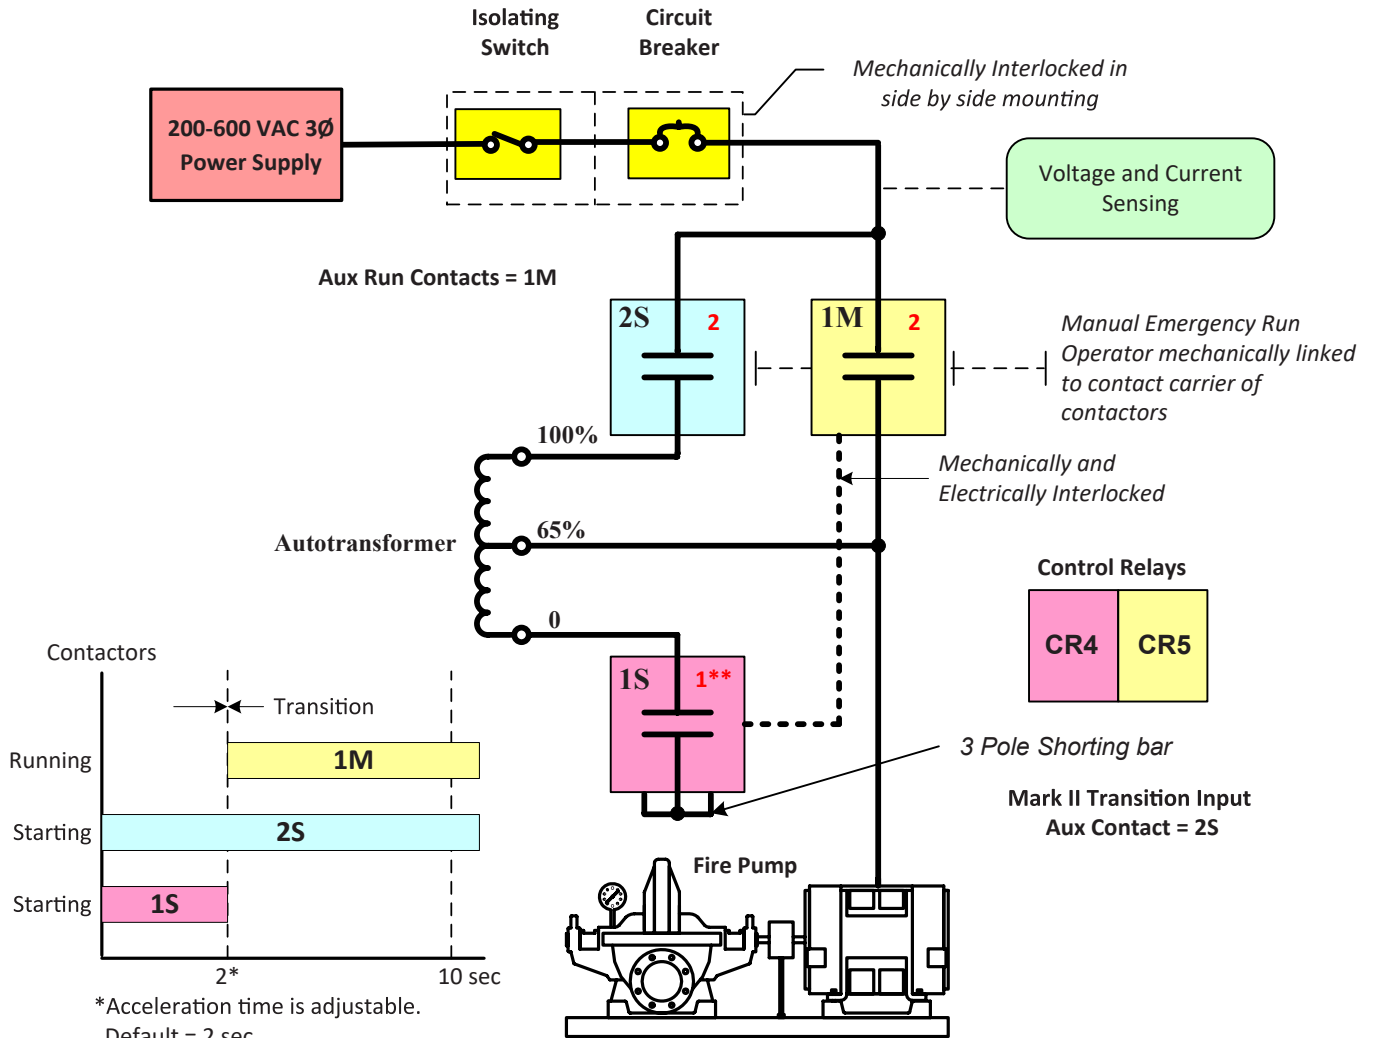 Isolating
Switch
Circuit
Breaker
Mechanically Interlocked in
side by side mounting
200-600 VAC 3Ø
Power Supply
Voltage and Current
Sensing
Aux Run Contacts = 1M
2S 2
1M 2
Manual Emergency Run
Operator mechanically linked
to contact carrier of
contactors
100%
Mechanically and
Electrically Interlocked
Autotransformer
65%
Control Relays
CR4 CR5
0
1S 1**
3 Pole Shorting bar
Mark II Transition Input
Aux Contact = 2S
Contactors
Transition
Running 1M
Starting 2S
Starting 1S
2* 10 sec
*Acceleration time is adjustable.
Default = 2 sec
Fire Pump